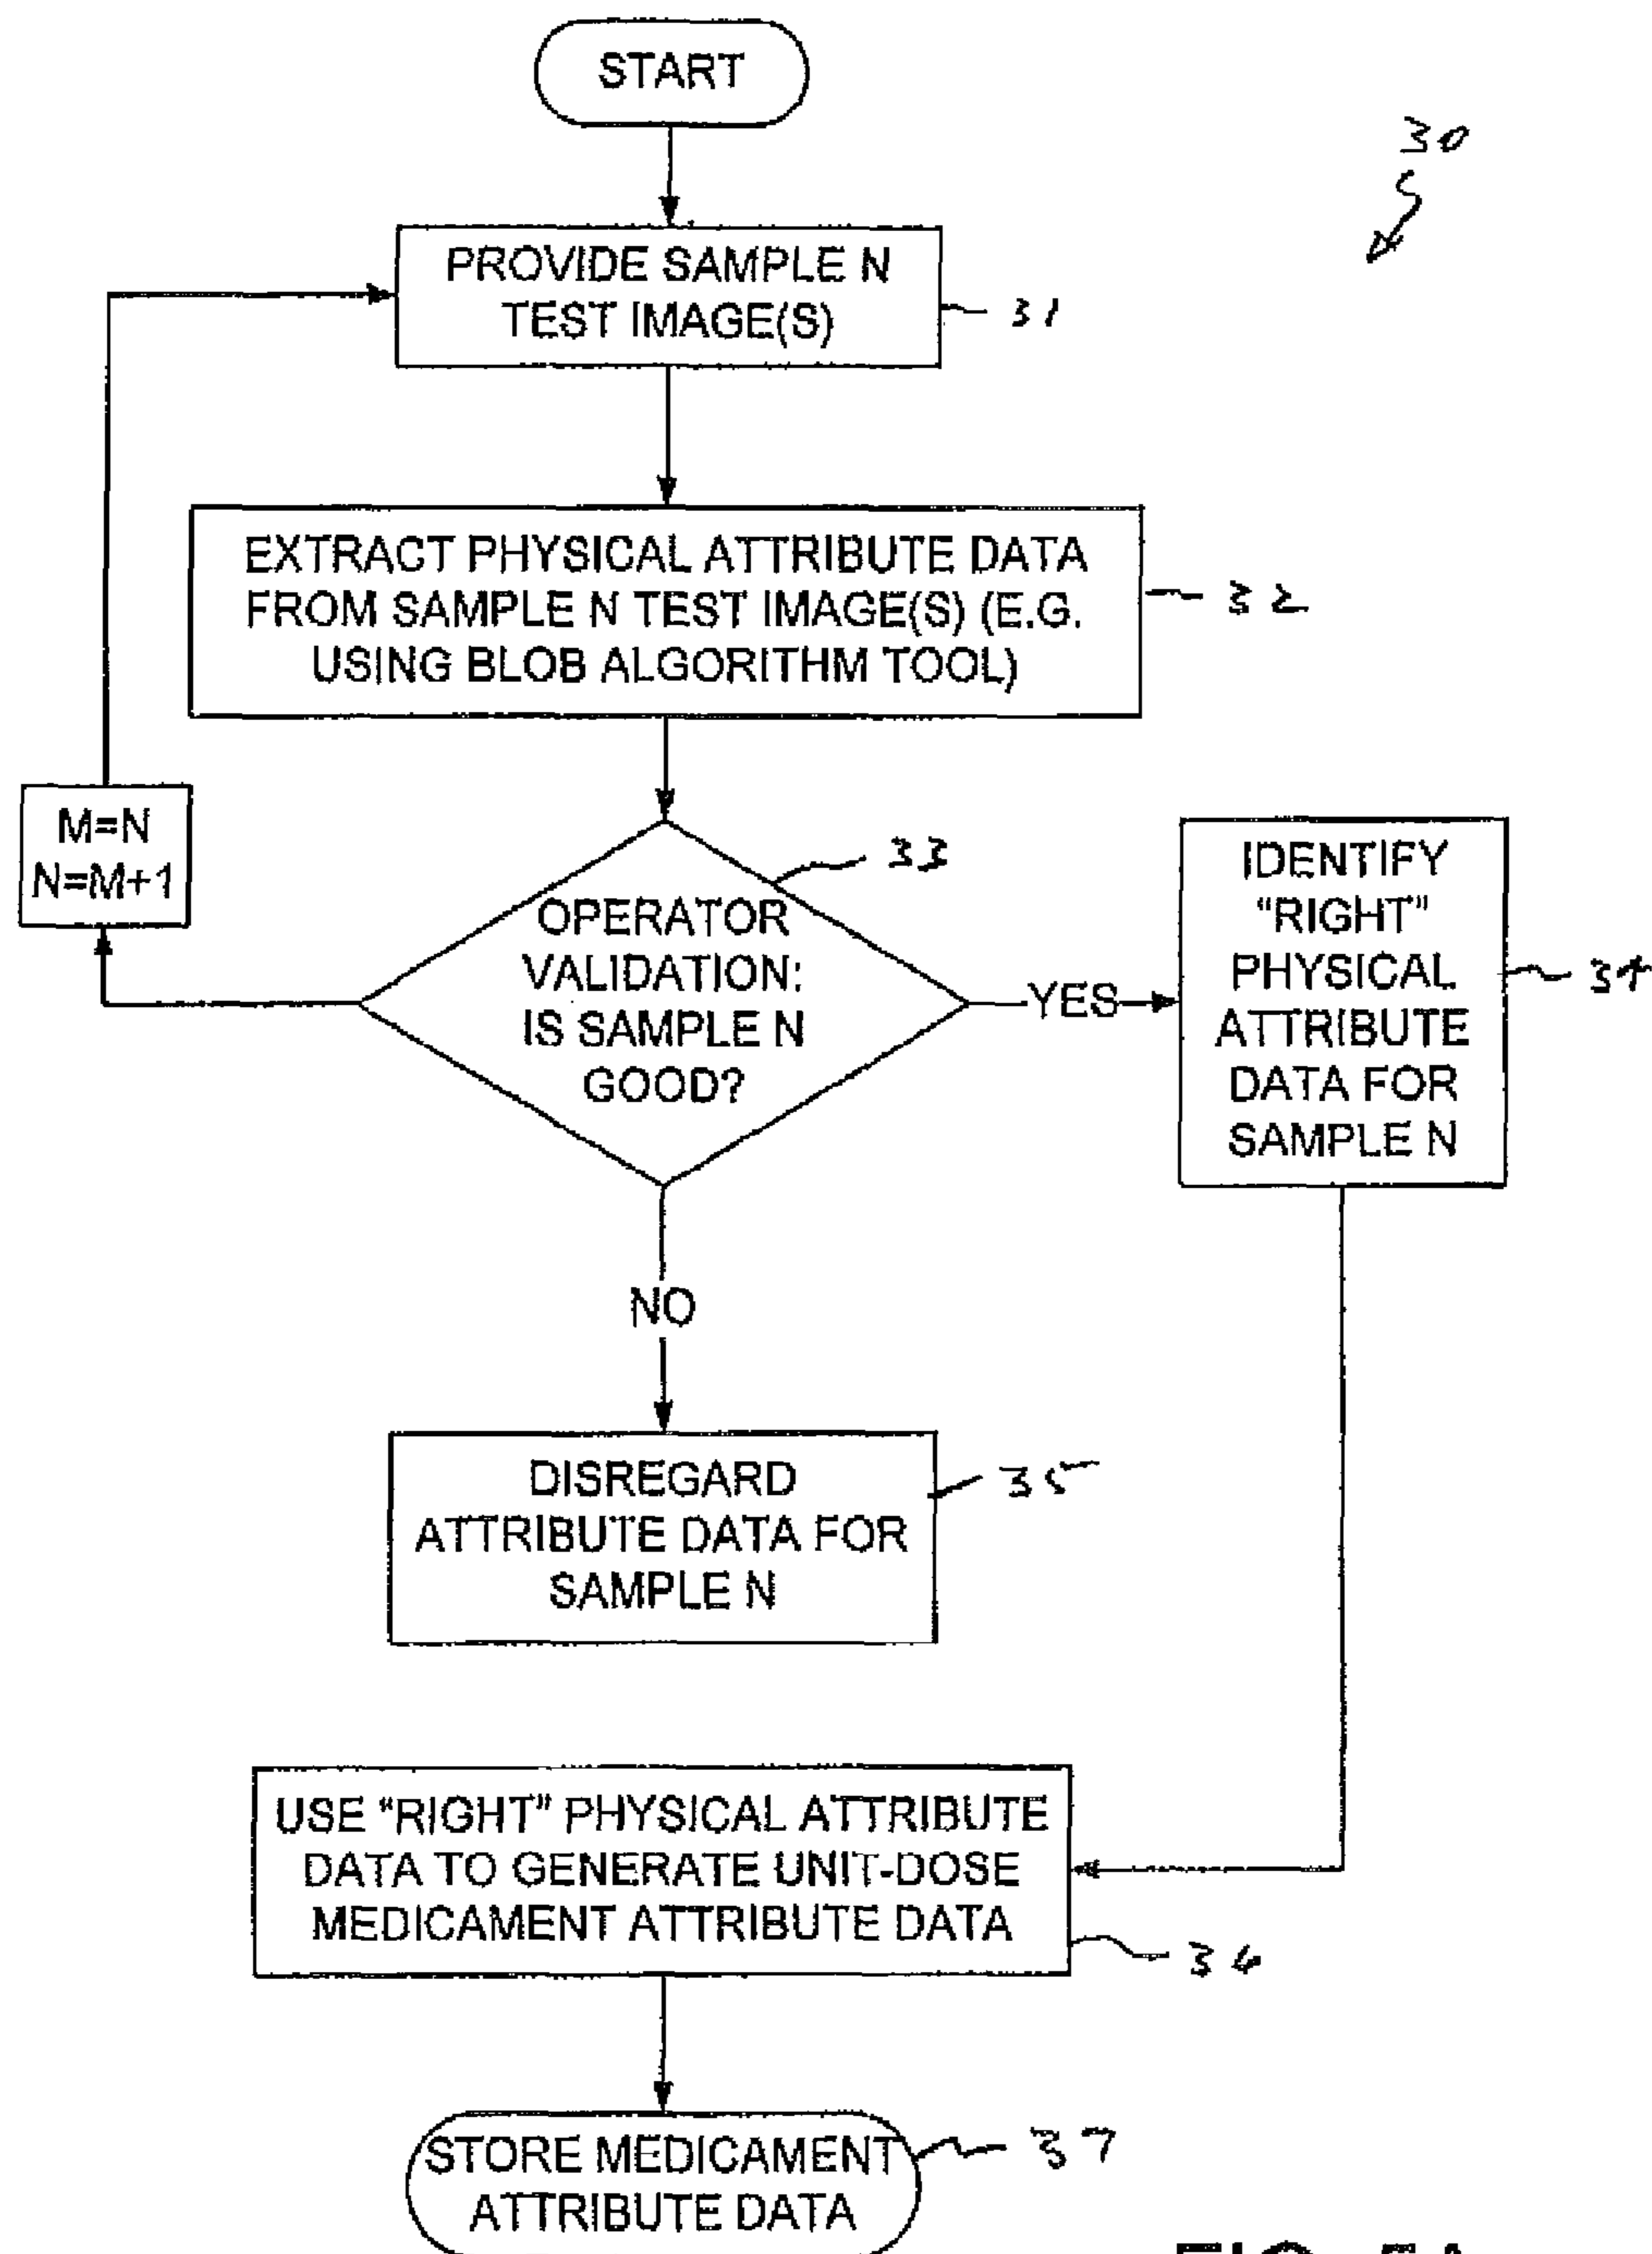 START
30
PROVIDE SAMPLE N
TEST IMAGE(S)
31
EXTRACT PHYSICAL ATTRIBUTE DATA
FROM SAMPLE N TEST IMAGE(S) (E.G.
USING BLOB ALGORITHM TOOL)
32
M=N
N=M+1
33
OPERATOR
VALIDATION:
IS SAMPLE N
GOOD?
YES
IDENTIFY
“RIGHT”
PHYSICAL
ATTRIBUTE
DATA FOR
SAMPLE N
34
NO
DISREGARD
ATTRIBUTE DATA FOR
SAMPLE N
35
USE “RIGHT” PHYSICAL ATTRIBUTE
DATA TO GENERATE UNIT-DOSE
MEDICAMENT ATTRIBUTE DATA
36
STORE MEDICAMENT
ATTRIBUTE DATA
37